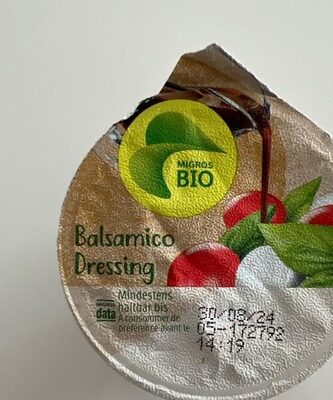 MIGROS
BIO
Balsamico
Dressing
MIGROS
data
Mindestens
haltbar bis
A consommer de
préférence avant le
30/08/24
05-172792
14:19